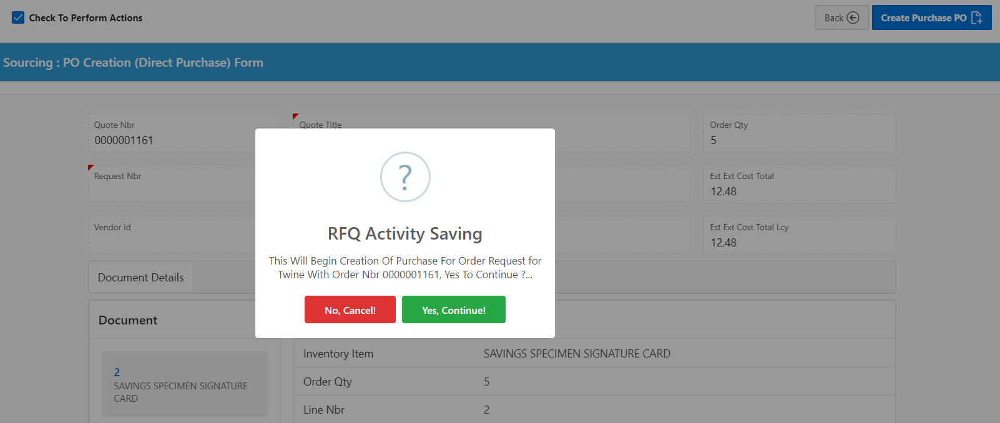 Check To Perform Actions
Back
Create Purchase PO
Sourcing : PO Creation (Direct Purchase) Form
Quote Nbr
0000001161
Quote Title
Order Qty
5
Request Nbr
Est Ext Cost Total
12.48
Vendor Id
Est Ext Cost Total Lcy
12.48
?
RFQ Activity Saving
This Will Begin Creation Of Purchase For Order Request for
Twine With Order Nbr 0000001161, Yes To Continue ?...
No, Cancel!
Yes, Continue!
Document Details
Document
2
SAVINGS SPECIMEN SIGNATURE
CARD
Inventory Item
SAVINGS SPECIMEN SIGNATURE CARD
Order Qty
5
Line Nbr
2